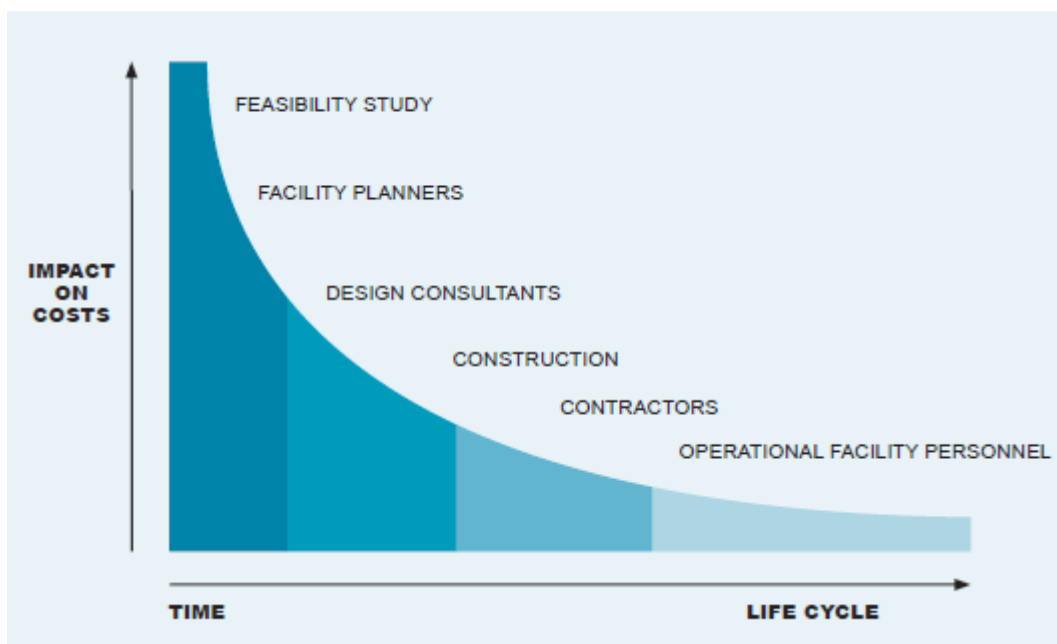 FEASIBILITY STUDY
FACILITY PLANNERS
IMPACT
ON
COSTS
DESIGN CONSULTANTS
CONSTRUCTION
CONTRACTORS
OPERATIONAL FACILITY PERSONNEL
TIME
LIFE CYCLE